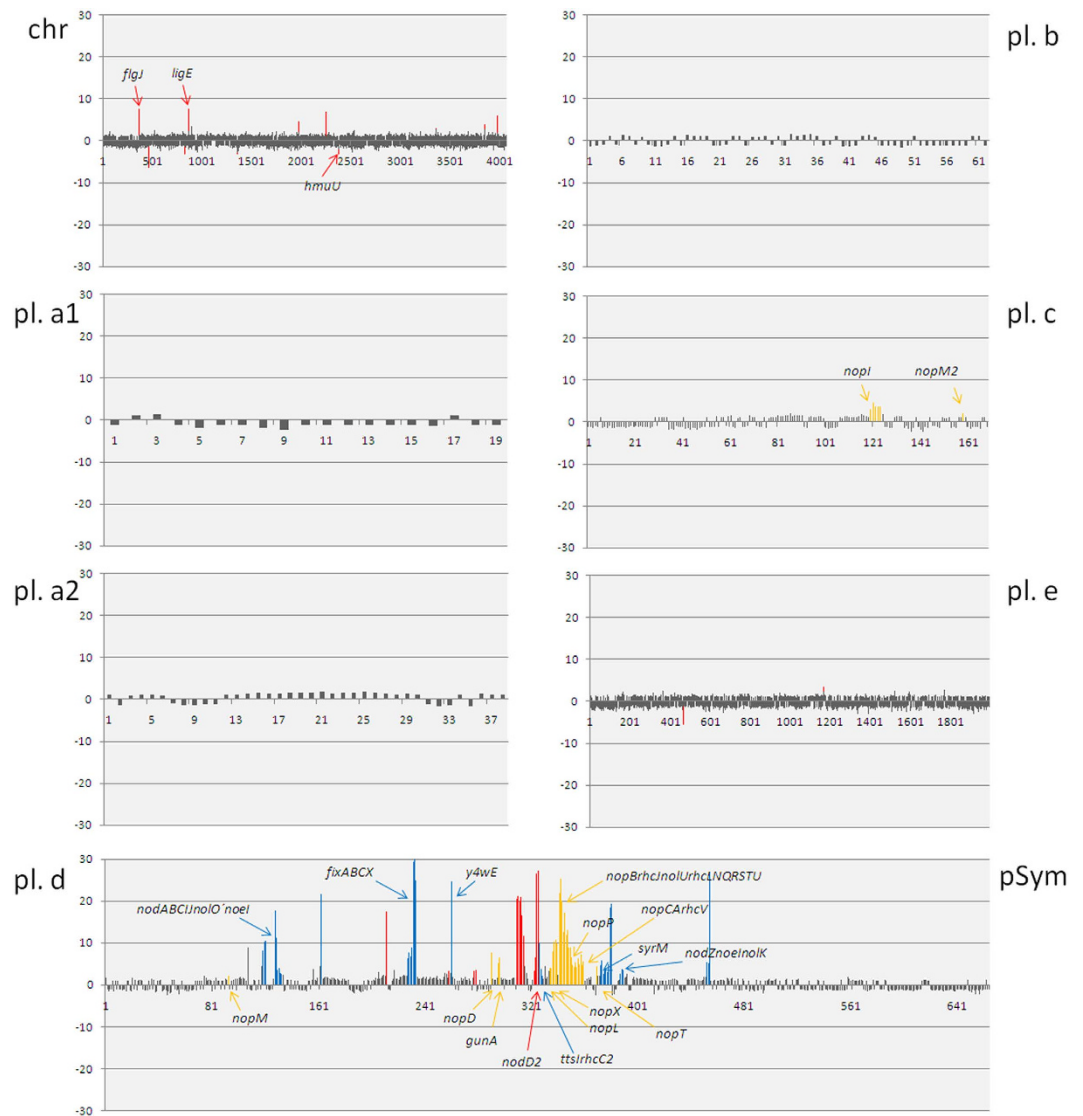 chr
30
20
10
0
-10
-20
-30
flgJ
ligE
hmuU
1 501 1001 1501 2001 2501 3001 3501 4001
pl. b
30
20
10
0
-10
-20
-30
1 6 11 16 21 26 31 36 41 46 51 56 61
pl. a1
30
20
10
0
-10
-20
-30
1 3 5 7 9 11 13 15 17 19
pl. c
30
20
10
0
-10
-20
-30
nopI
nopM2
1 21 41 61 81 101 121 141 161
pl. a2
30
20
10
0
-10
-20
-30
1 5 9 13 17 21 25 29 33 37
pl. e
30
20
10
0
-10
-20
-30
1 201 401 601 801 1001 1201 1401 1601 1801
pl. d
pSym
30
20
10
0
-10
-20
-30
fixABCX
y4wE
nopBrhcJnolUrhcLNQRSTU
nodABCIJnolO´noeI
nopP
nopCArhcV
syrM
nodZnoeInolK
1 81 161 241 321 401 481 561 641
nopM
nopD
gunA
nodD2
nopX
nopL
ttsIrhcC2
nopT